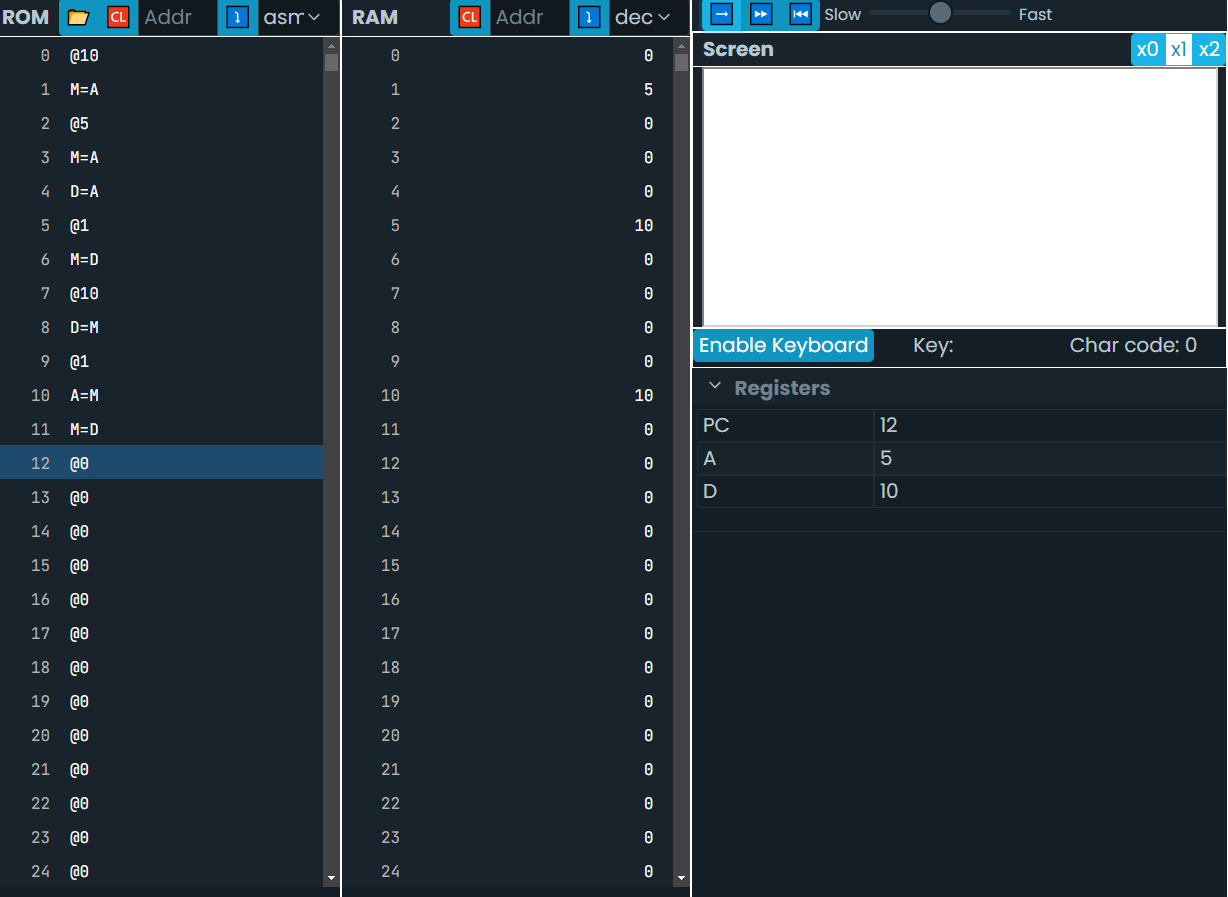 ROM CL Addr asm
0 @10
1 M=A
2 @5
3 M=A
4 D=A
5 @1
6 M=D
7 @10
8 D=M
9 @1
10 A=M
11 M=D
12 @0
13 @0
14 @0
15 @0
16 @0
17 @0
18 @0
19 @0
20 @0
21 @0
22 @0
23 @0
24 @0
RAM CL Addr dec
0 0
1 5
2 0
3 0
4 0
5 10
6 0
7 0
8 0
9 0
10 10
11 0
12 0
13 0
14 0
15 0
16 0
17 0
18 0
19 0
20 0
21 0
22 0
23 0
24 0
Slow Fast
Screen x0 x1 x2
Enable Keyboard Key: Char code: 0
Registers
PC 12
A 5
D 10